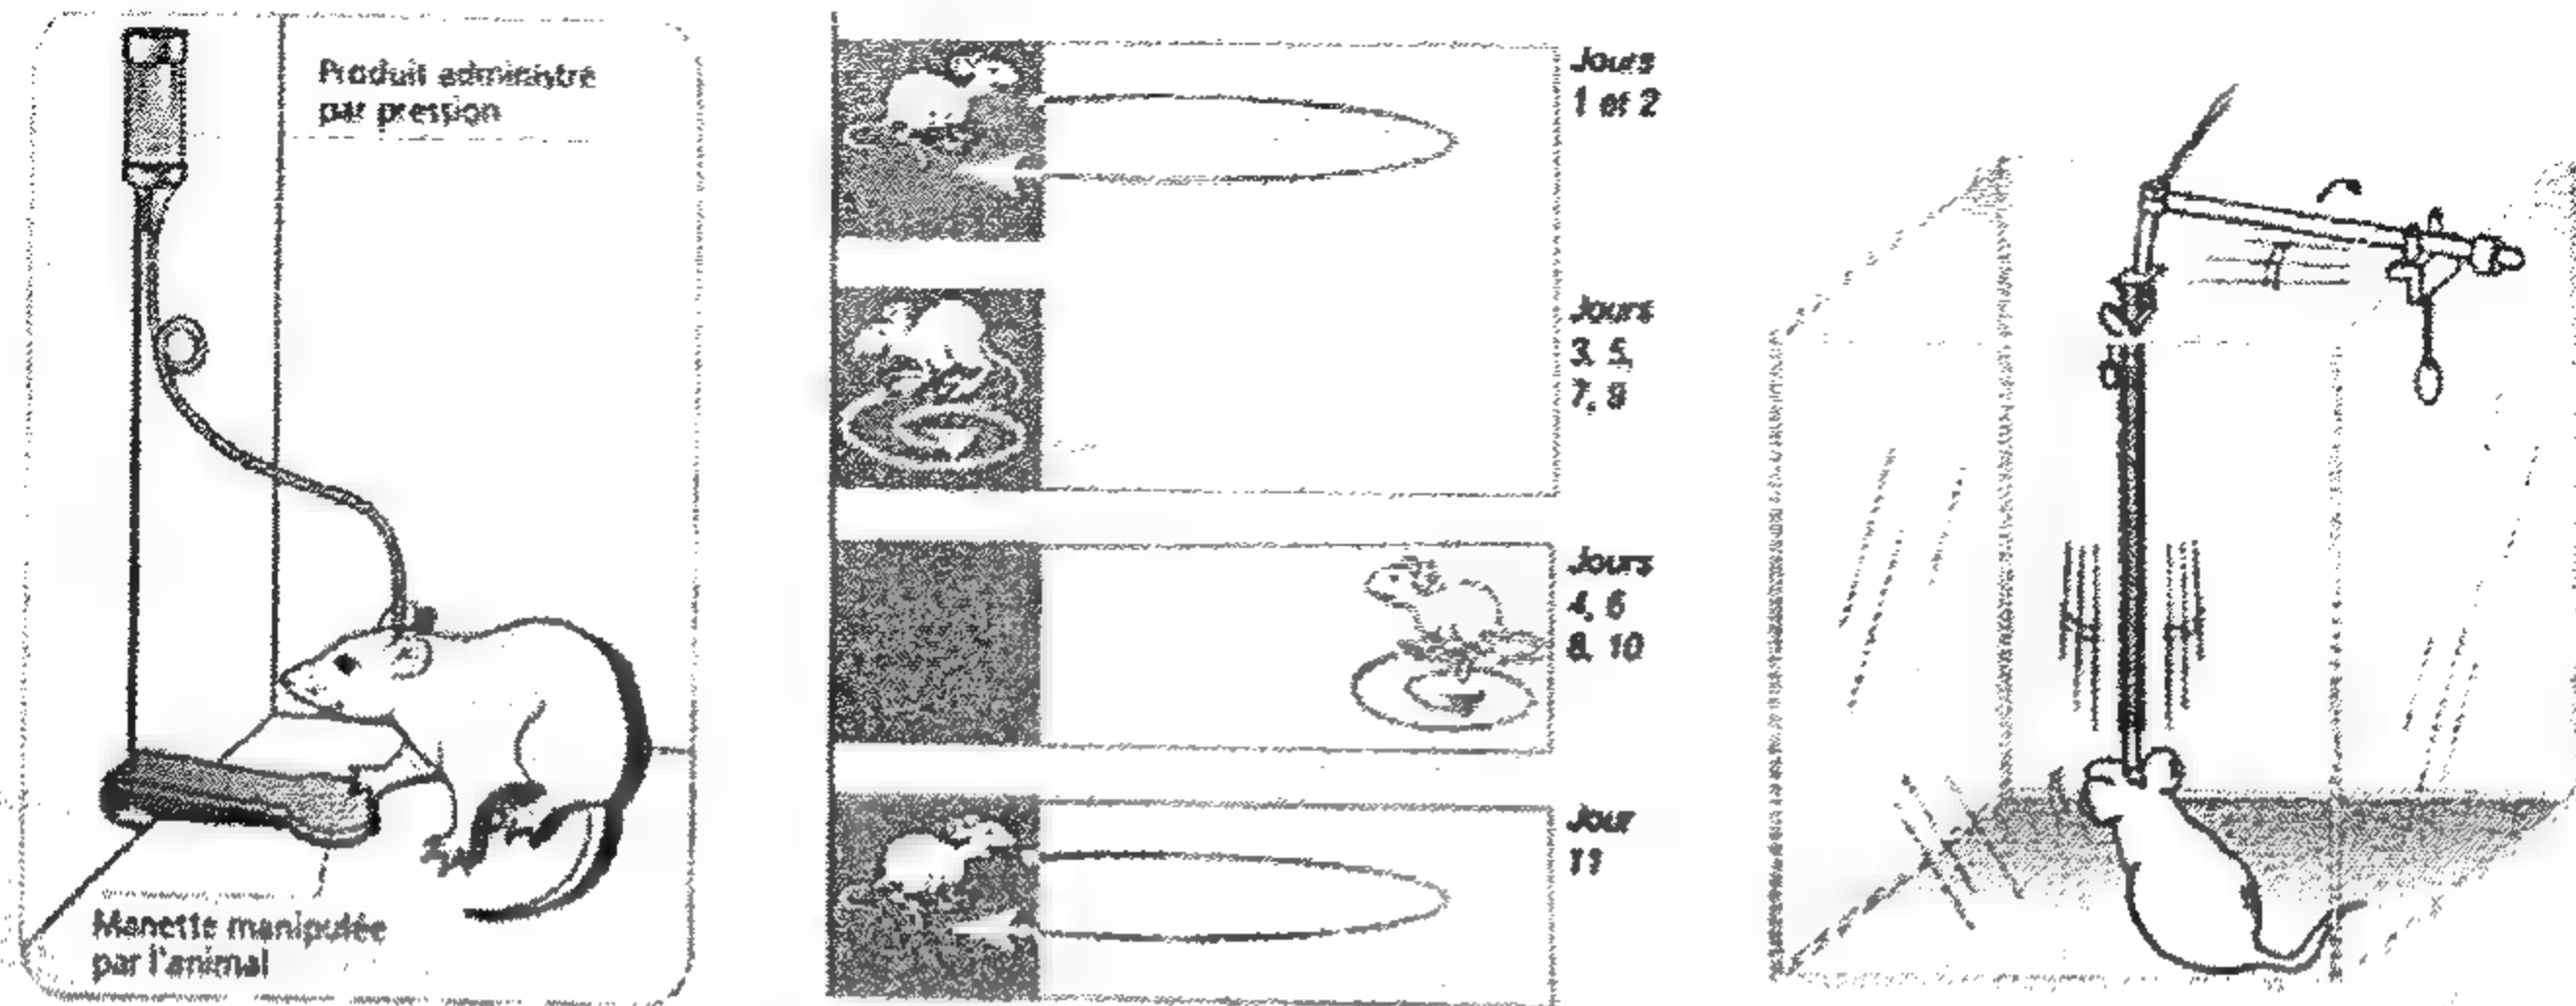 Produit administré
par pression
Manette manipulée
par l'animal
Jours
1 et 2
Jours
3, 5,
7, 9
Jours
4, 6
8, 10
Jour
11